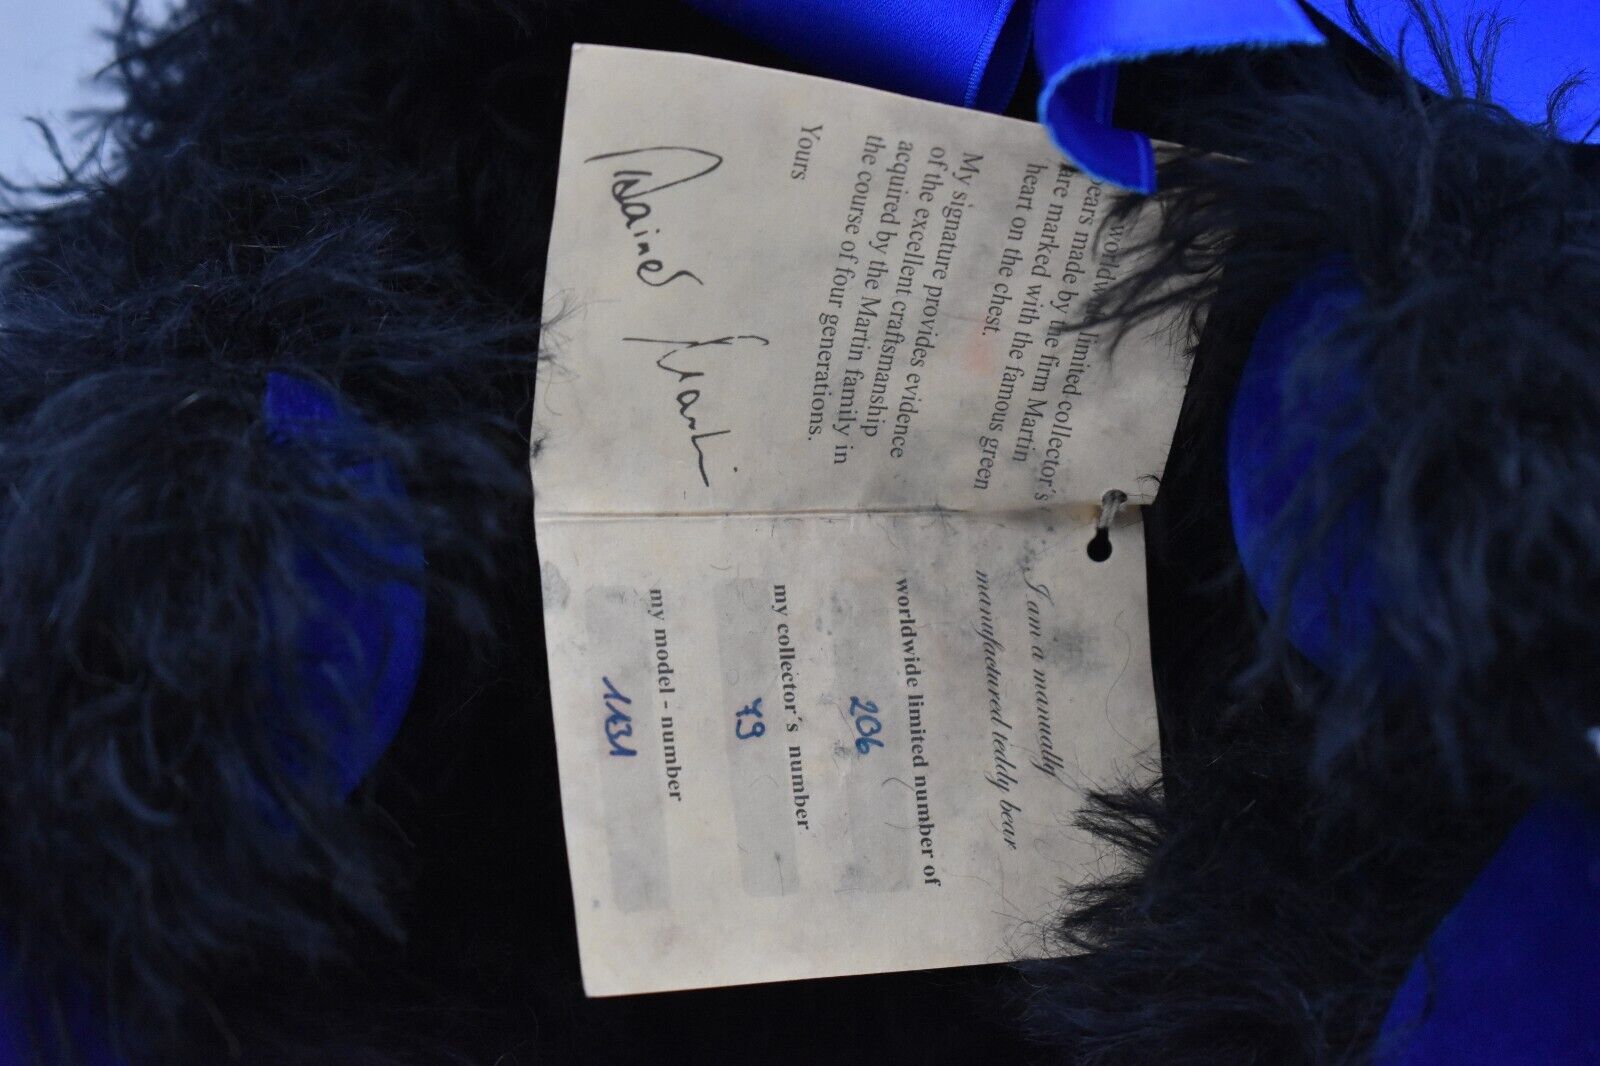 worldwide limited collector´s
made by the firm Martin
are marked with the famous green
heart on the chest.
My signature provides evidence
of the excellent craftsmanship
acquired by the Martin family in
the course of four generations.
Yours
Rainer Martin
I am a manually
manufactured teddy bear
worldwide limited number of
206
my collector´s number
79
my model - number
1131